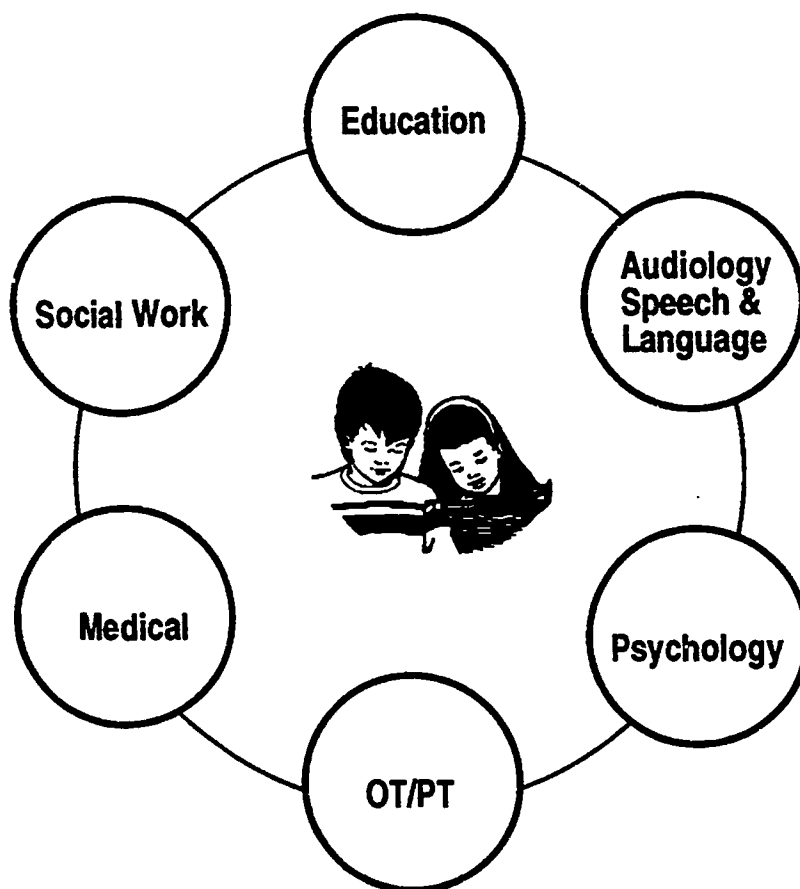 Education
Audiology
Speech &
Language
Psychology
OT/PT
Medical
Social Work